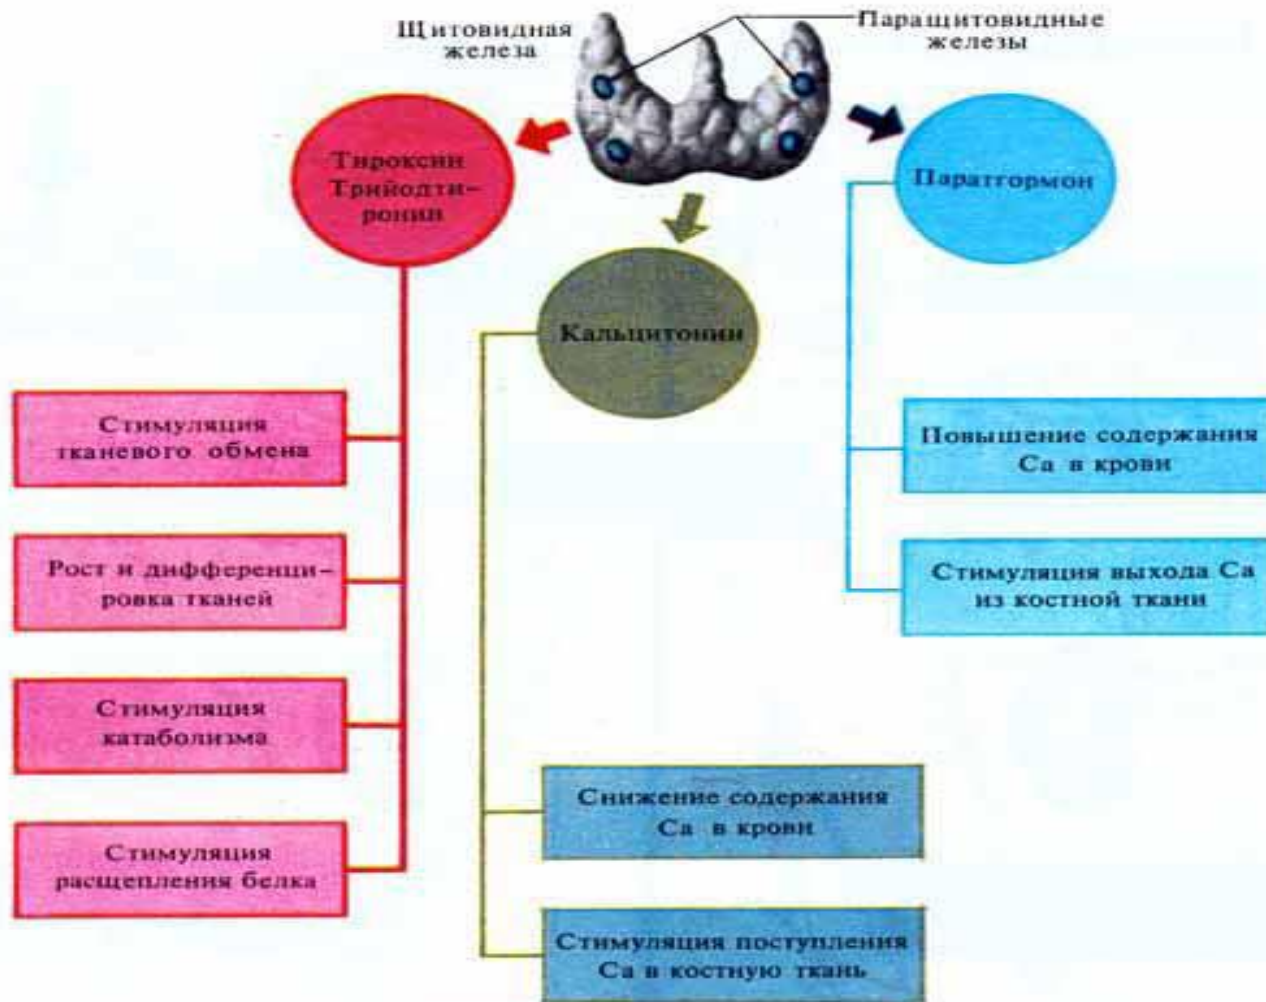 Щитовидная
железа
Паращитовидные
железы
Тироксин
Трийодти-
ронин
Паратгормон
Кальцитонин
Стимуляция
тканевого обмена
Рост и дифференци-
ровка тканей
Стимуляция
катаболизма
Стимуляция
расщепления белка
Повышение содержания
Са в крови
Стимуляция выхода Са
из костной ткани
Снижение содержания
Са в крови
Стимуляция поступления
Са в костную ткань